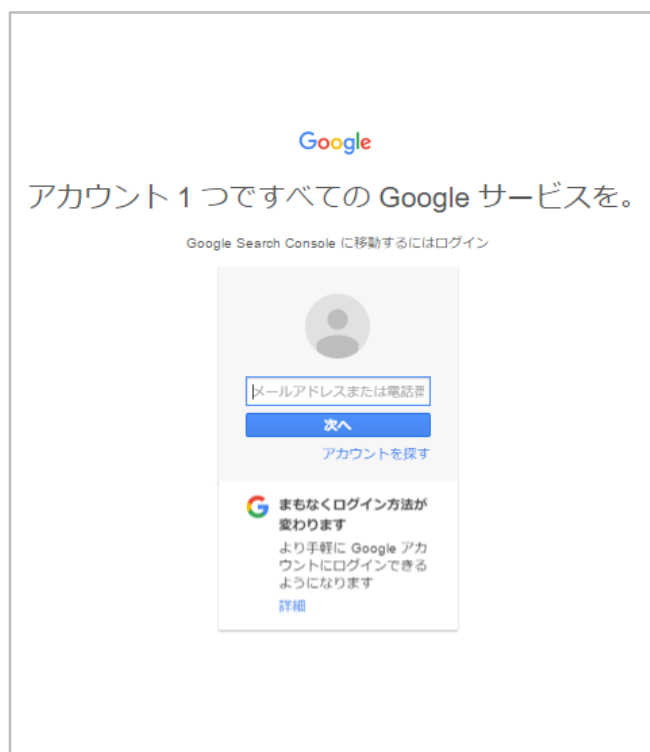 Google
アカウント 1 つですべての Google サービスを。
Google Search Console に移動するにはログイン
メールアドレスまたは電話番
次へ
アカウントを探す
まもなくログイン方法が
変わります
より手軽に Google アカ
ウントにログインできる
ようになります
詳細